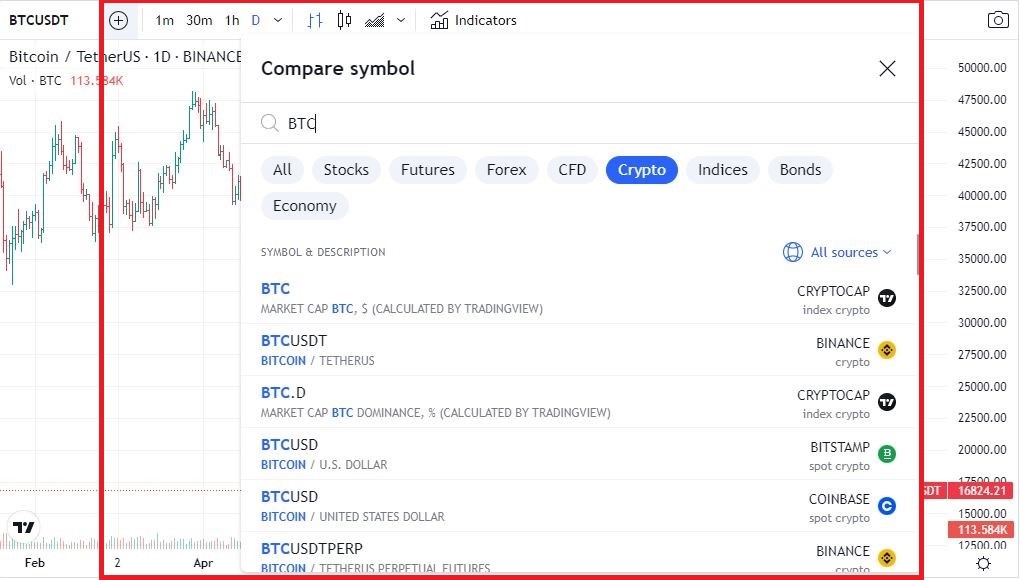 BTCUSDT 1m 30m 1h D Indicators
Bitcoin / TetherUS · 1D · BINANCE
Vol · BTC 113.584K
Compare symbol
BTC
All Stocks Futures Forex CFD Crypto Indices Bonds
Economy
SYMBOL & DESCRIPTION All sources
BTC CRYPTOCAP
MARKET CAP BTC, $ (CALCULATED BY TRADINGVIEW) index crypto
BTCUSDT BINANCE
BITCOIN / TETHERUS crypto
BTC.D CRYPTOCAP
MARKET CAP BTC DOMINANCE, % (CALCULATED BY TRADINGVIEW) index crypto
BTCUSD BITSTAMP
BITCOIN / U.S. DOLLAR spot crypto
BTCUSD COINBASE
BITCOIN / UNITED STATES DOLLAR spot crypto
BTCUSDTPERP BINANCE
BITCOIN / TETHERUS PERPETUAL FUTURES crypto
50000.00
47500.00
45000.00
42500.00
40000.00
37500.00
35000.00
32500.00
30000.00
27500.00
25000.00
22500.00
20000.00
17500.00
SDT 16824.21
15000.00
113.584K
12500.00
Feb 2 Apr